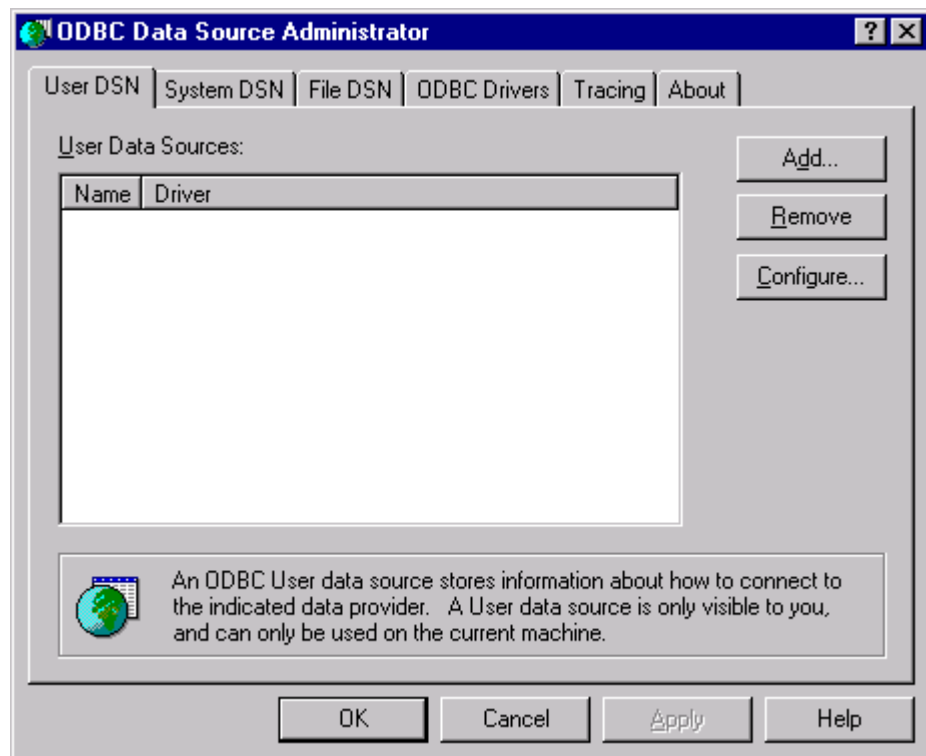 ODBC Data Source Administrator
User DSN System DSN File DSN ODBC Drivers Tracing About
User Data Sources:
Add...
Name Driver
Remove
Configure...
An ODBC User data source stores information about how to connect to
the indicated data provider. A User data source is only visible to you,
and can only be used on the current machine.
OK Cancel Apply Help